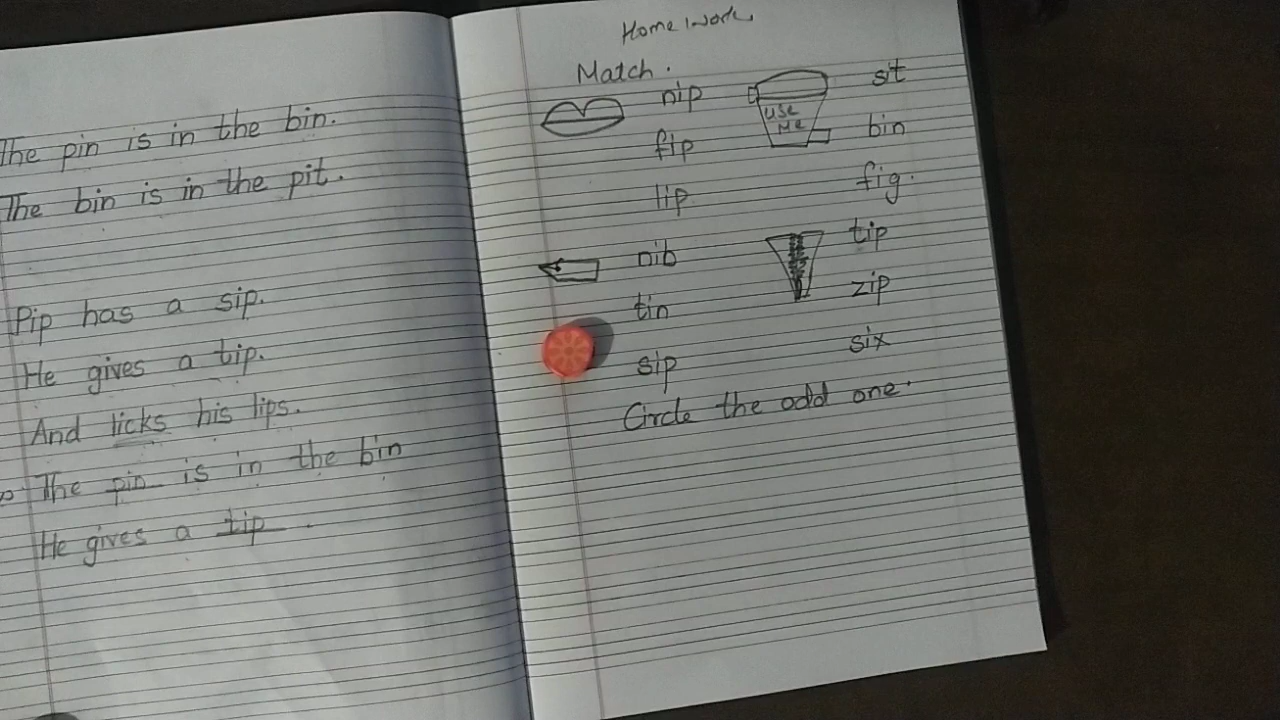 The pin is in the bin.
The bin is in the pit.
Pip has a sip.
He gives a tip.
And licks his lips.
The pin is in the bin
He gives a tip.
Home work
Match.
nip
fip
lip
nib
tin
sip
use
Me
sit
bin
fig.
tip
zip
six
Circle the odd one.